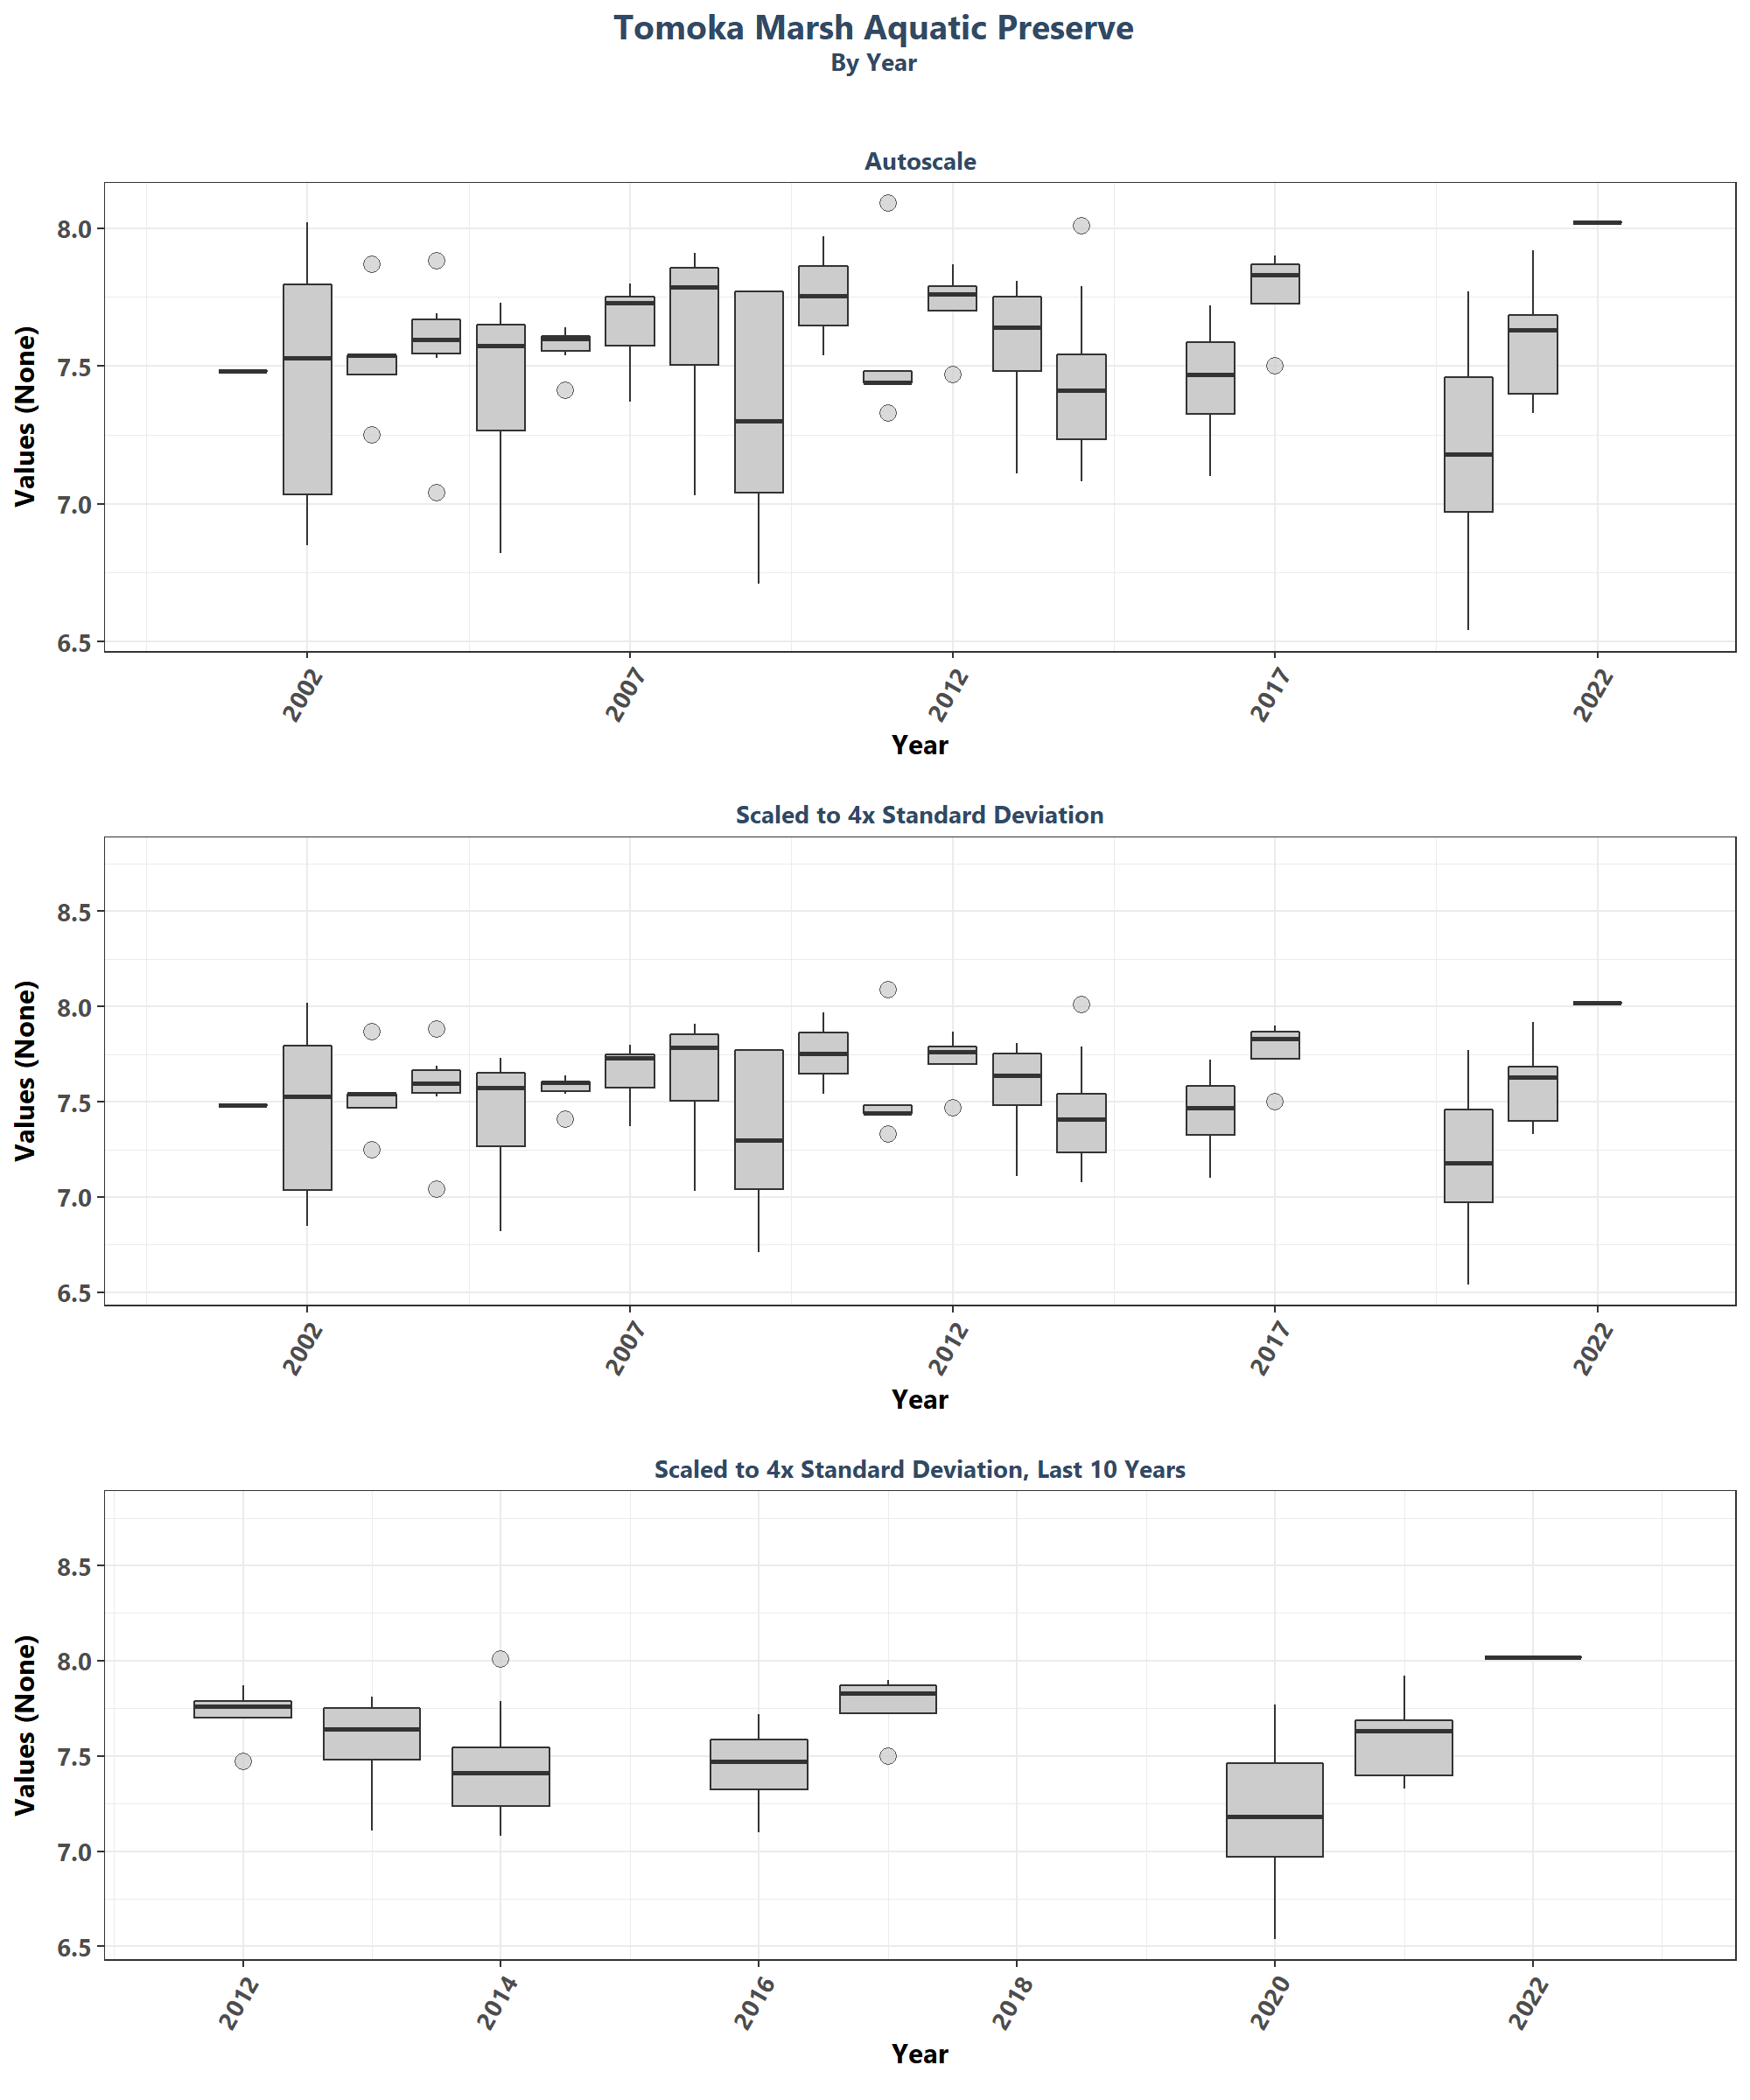 Tomoka Marsh Aquatic Preserve
By Year
Autoscale
Values (None)
8.0
7.5
7.0
6.5
2002 2007 2012 2017 2022
Year
Scaled to 4x Standard Deviation
Values (None)
8.5
8.0
7.5
7.0
6.5
2002 2007 2012 2017 2022
Year
Scaled to 4x Standard Deviation, Last 10 Years
Values (None)
8.5
8.0
7.5
7.0
6.5
2012 2014 2016 2018 2020 2022
Year